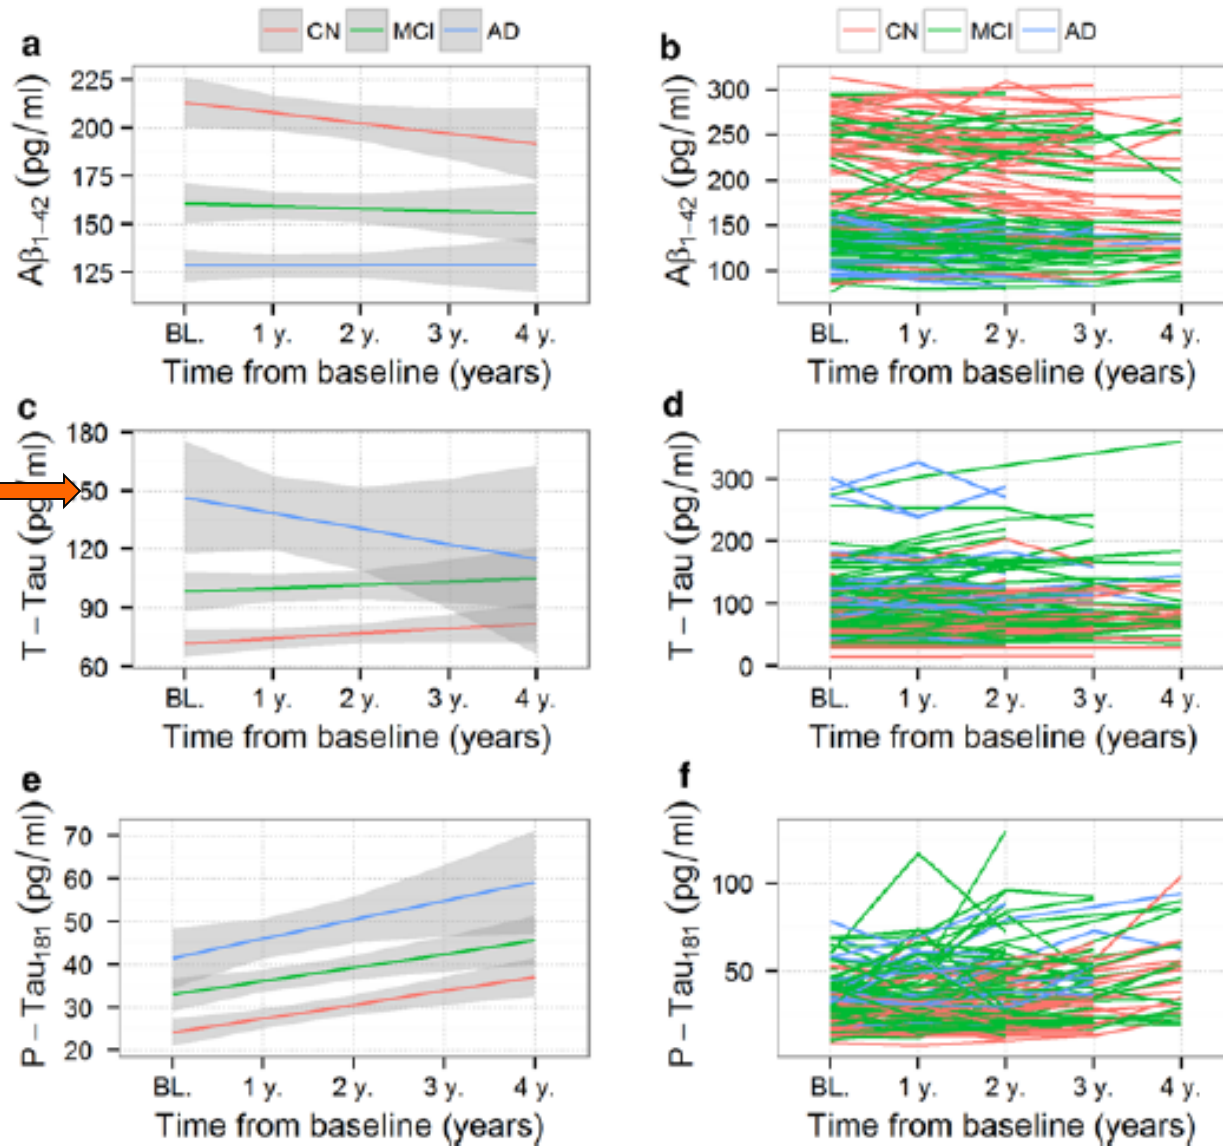 CN MCI AD
a
Aβ1–42 (pg/ml)
225
200
175
150
125
BL. 1 y. 2 y. 3 y. 4 y.
Time from baseline (years)
CN MCI AD
b
Aβ1–42 (pg/ml)
300
250
200
150
100
BL. 1 y. 2 y. 3 y. 4 y.
Time from baseline (years)
c
T – Tau (pg/ml)
180
50
120
90
60
BL. 1 y. 2 y. 3 y. 4 y.
Time from baseline (years)
d
T – Tau (pg/ml)
300
200
100
0
BL. 1 y. 2 y. 3 y. 4 y.
Time from baseline (years)
e
P – Tau181 (pg/ml)
70
60
50
40
30
20
BL. 1 y. 2 y. 3 y. 4 y.
Time from baseline (years)
f
P – Tau181 (pg/ml)
100
50
BL. 1 y. 2 y. 3 y. 4 y.
Time from baseline (years)